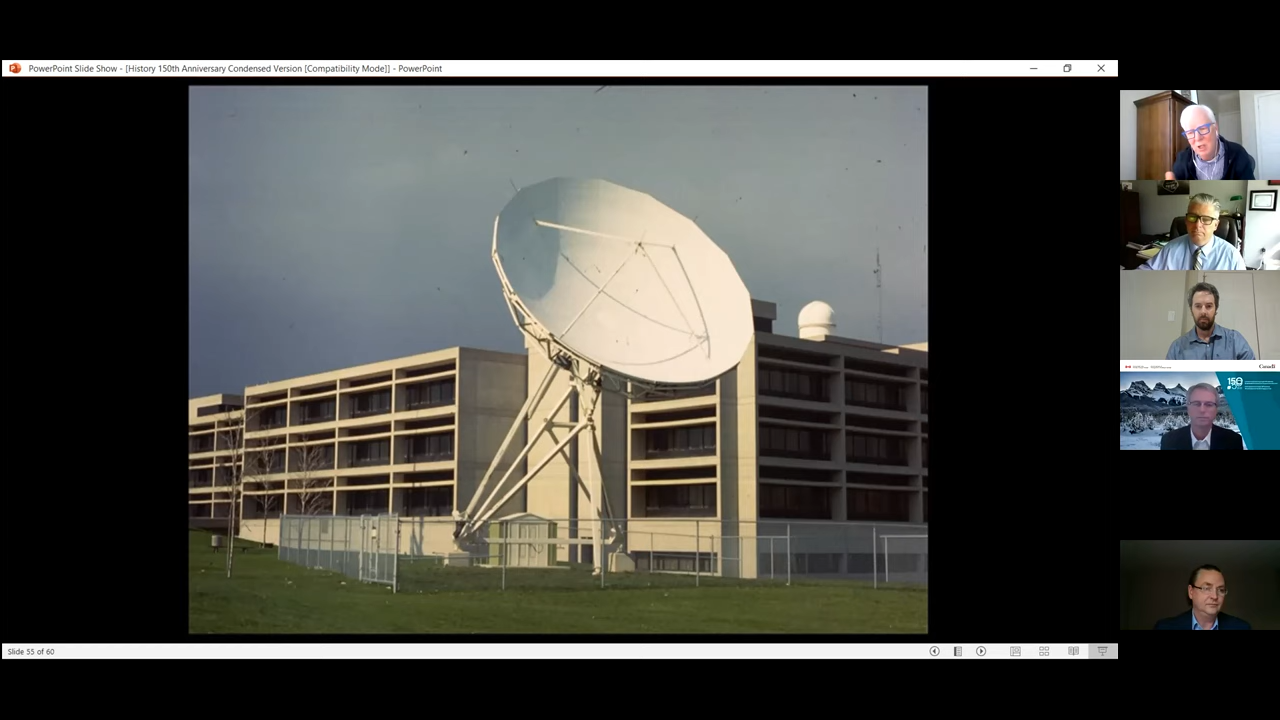 PowerPoint Slide Show - [History 150th Anniversary Condensed Version [Compatibility Mode]] - PowerPoint
Canada
150
Slide 55 of 60